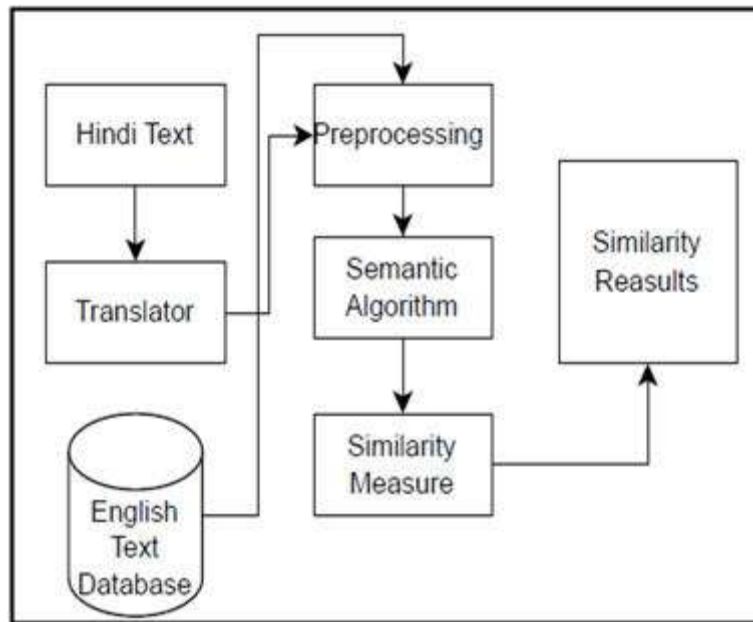 Hindi Text
Translator
English
Text
Database
Preprocessing
Semantic
Algorithm
Similarity
Measure
Similarity
Reasults